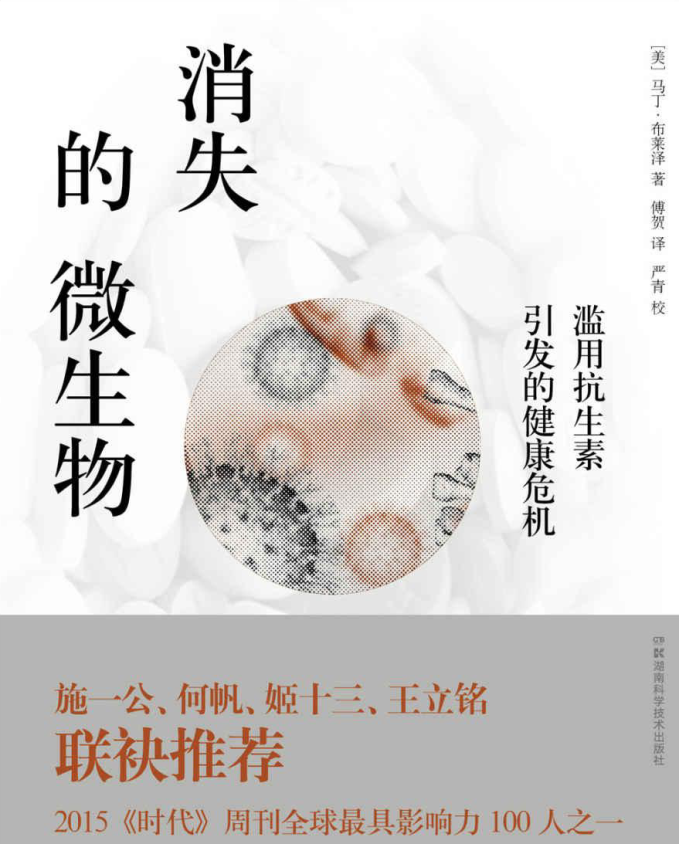 消失
的 微生物
滥用抗生素
引发的健康危机
[美] 马丁·布莱泽 著 傅贺 译 严青 校
施一公、何帆、姬十三、王立铭
联袂推荐
2015《时代》周刊全球最具影响力 100 人之一
湖南科学技术出版社